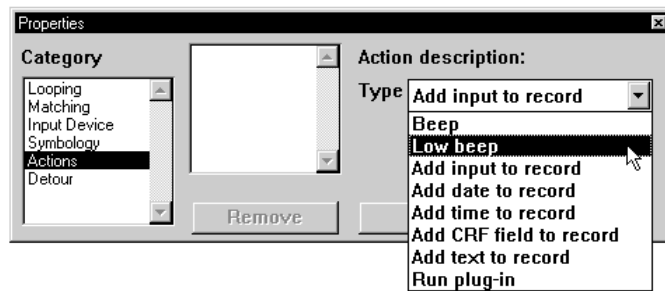 Properties
Category
Looping
Matching
Input Device
Symbology
Actions
Detour
Remove
Action description:
Type
Add input to record
Beep
Low beep
Add input to record
Add date to record
Add time to record
Add CRF field to record
Add text to record
Run plug-in